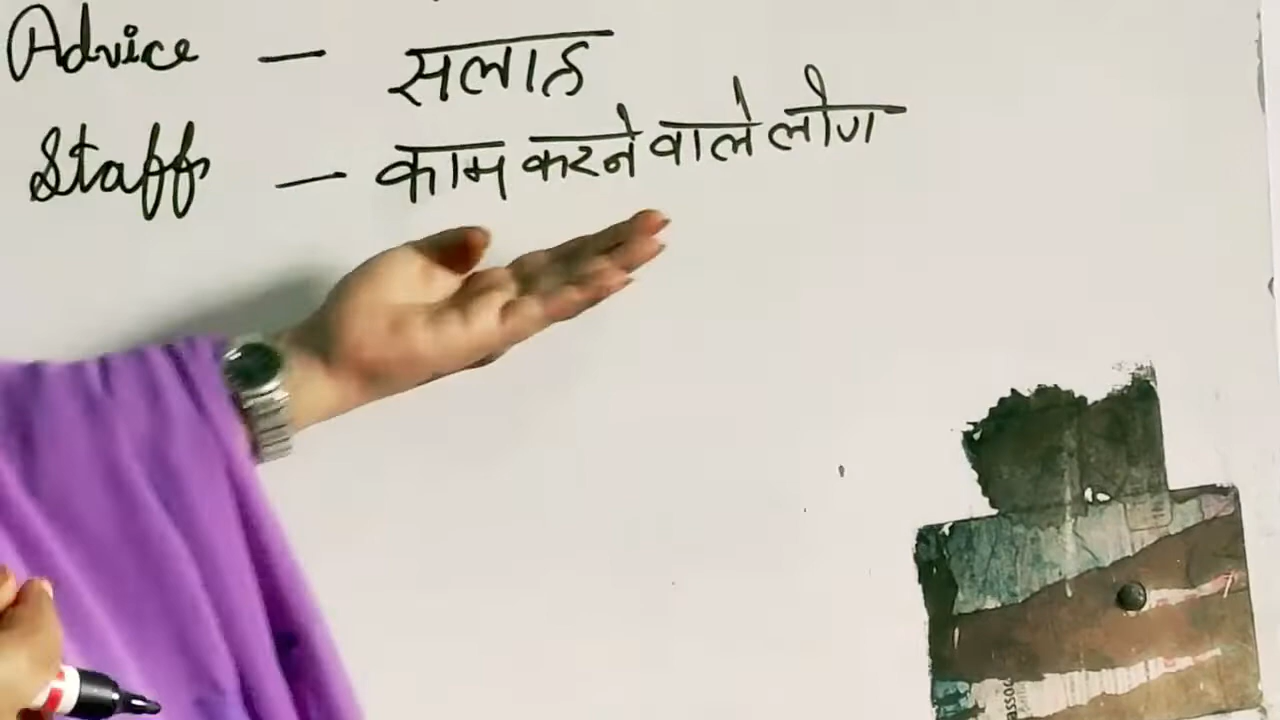 Advice — सलाह
Staff — काम करने वाले लोग